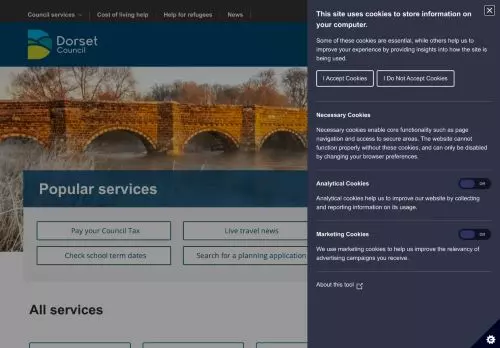 Council services
Cost of living help
Help for refugees
News
Dorset
Council
Popular services
Pay your Council Tax
Live travel news
Check school term dates
Search for a planning application
All services
This site uses cookies to store information on
your computer.
Some of these cookies are essential, while others help us to
improve your experience by providing insights into how the site is
being used.
I Accept Cookies
I Do Not Accept Cookies
Necessary Cookies
Necessary cookies enable core functionality such as page
navigation and access to secure areas. The website cannot
function properly without these cookies, and can only be disabled
by changing your browser preferences.
Analytical Cookies
Off
Analytical cookies help us to improve our website by collecting
and reporting information on its usage.
Marketing Cookies
Off
We use marketing cookies to help us improve the relevancy of
advertising campaigns you receive.
About this tool